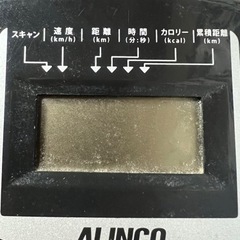 スキャン 速度 距離 時間 カロリー 累積距離
(km/h) (km) (分:秒) (kcal) (km)
ALINCO